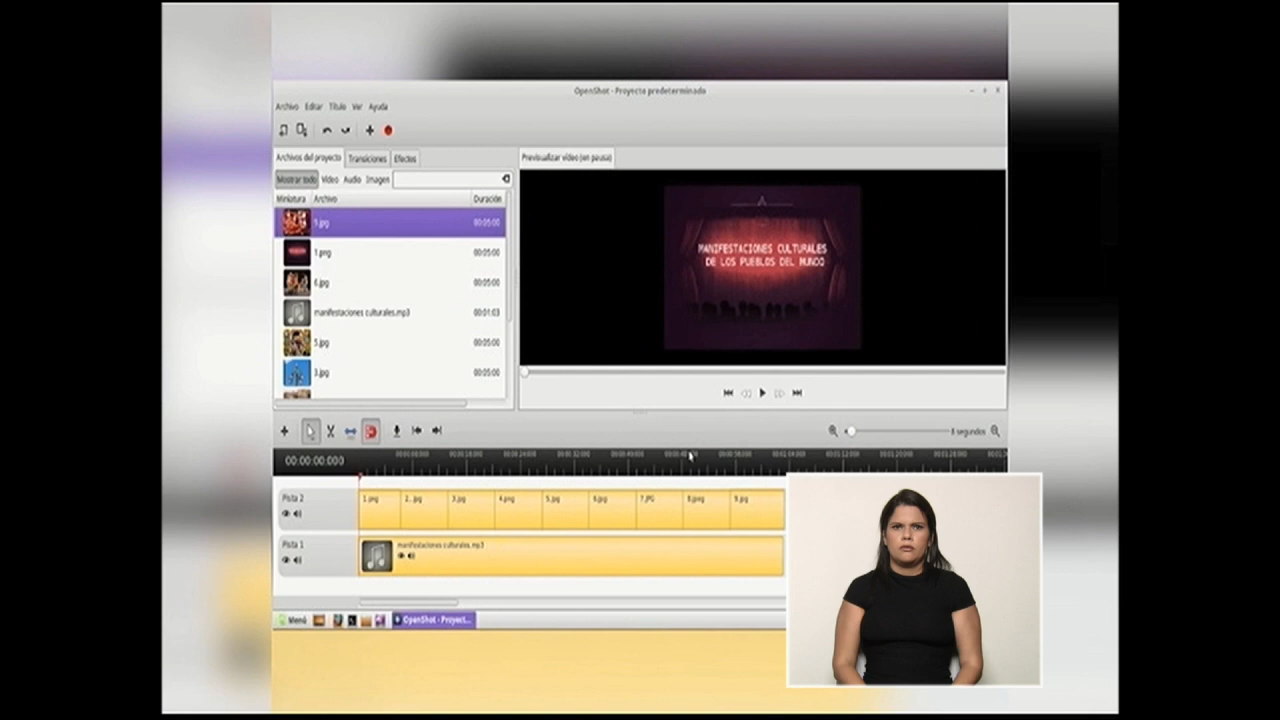 OpenShot - Proyecto predeterminado
Archivo Editar Título Ver Ayuda
Archivos del proyecto Transiciones Efectos
Previsualizar vídeo (en pausa)
Mostrar todo Vídeo Audio Imagen
Miniatura Archivo Duración
9.jpg 00:05:00
1.png 00:05:00
6.jpg 00:05:00
manifestaciones culturales.mp3 00:01:03
5.jpg 00:05:00
3.jpg 00:05:00
MANIFESTACIONES CULTURALES
DE LOS PUEBLOS DEL MUNDO
8 segundos
00:00:00:000
Pista 2
1.png 2.jpg 3.jpg 4.png 5.jpg 6.jpg 7.JPG 8.jpeg 9.jpg
Pista 1
manifestaciones culturales.mp3
Menú
OpenShot - Proyect...